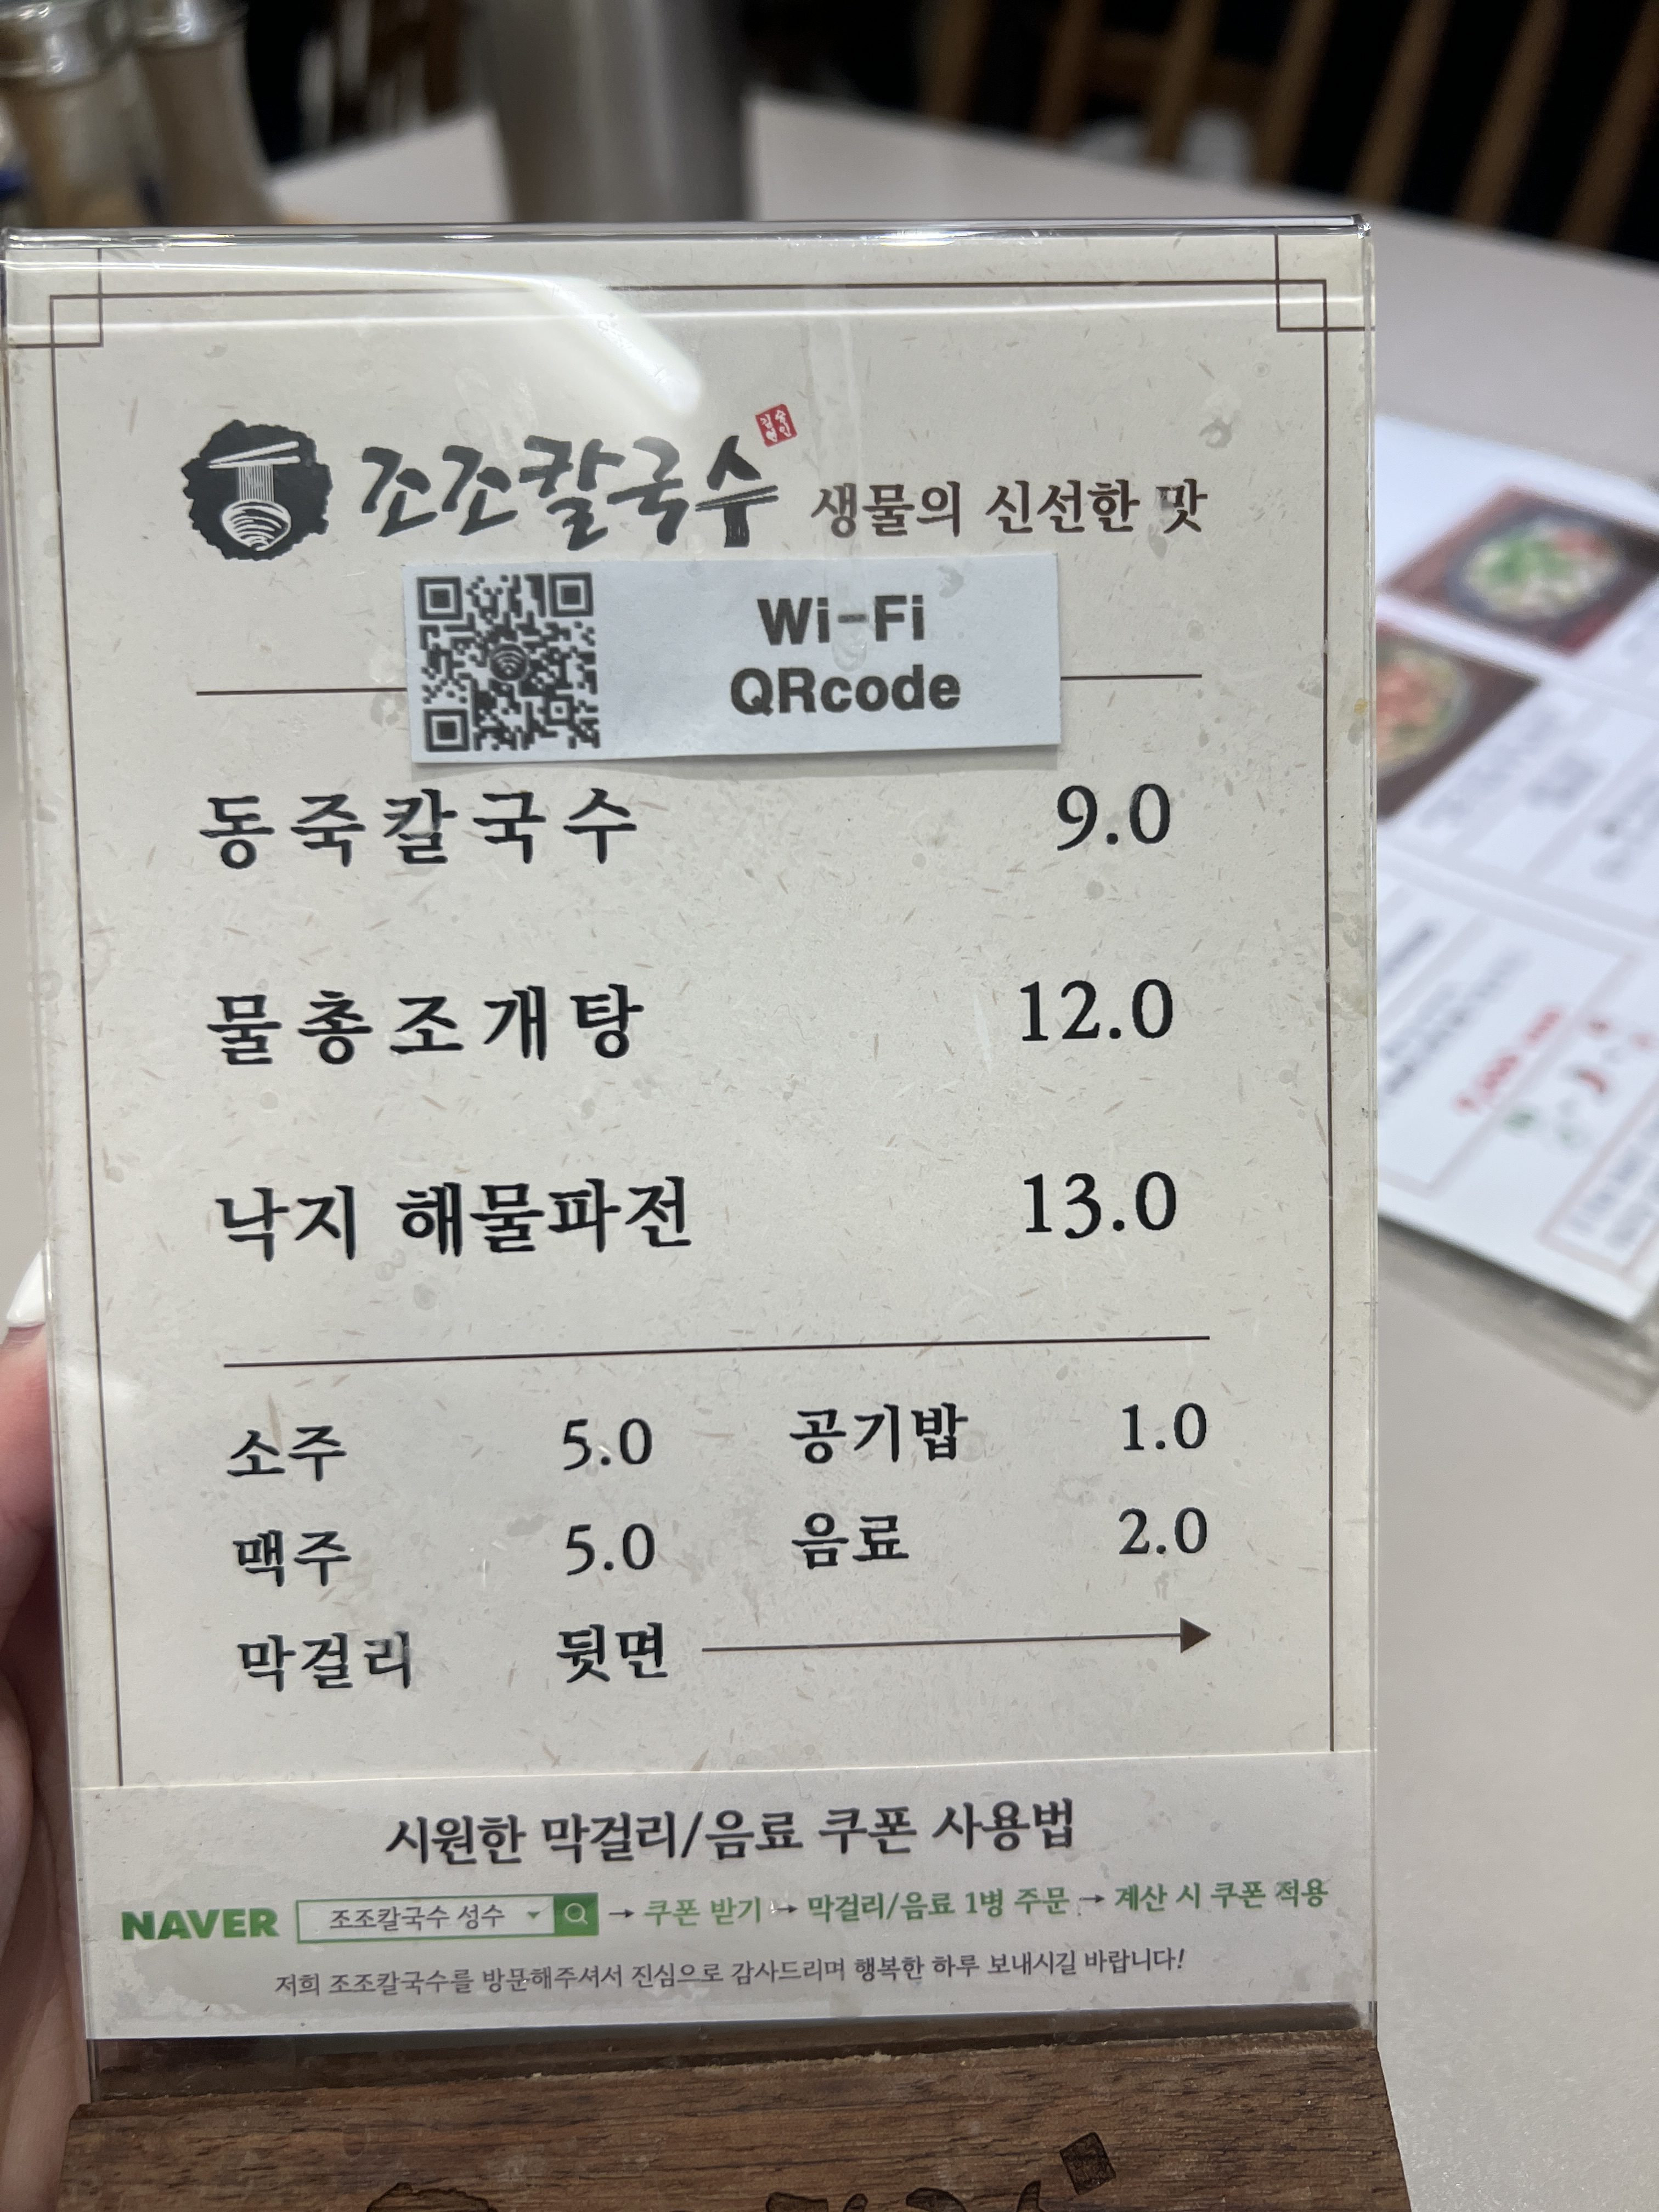 조조칼국수 생물의 신선한 맛
Wi-Fi
QRcode
동죽칼국수 9.0
물총조개탕 12.0
낙지 해물파전 13.0
소주 5.0 공기밥 1.0
맥주 5.0 음료 2.0
막걸리 뒷면
시원한 막걸리/음료 쿠폰 사용법
NAVER 조조칼국수 성수 → 쿠폰 받기 → 막걸리/음료 1병 주문 → 계산 시 쿠폰 적용
저희 조조칼국수를 방문해주셔서 진심으로 감사드리며 행복한 하루 보내시길 바랍니다!